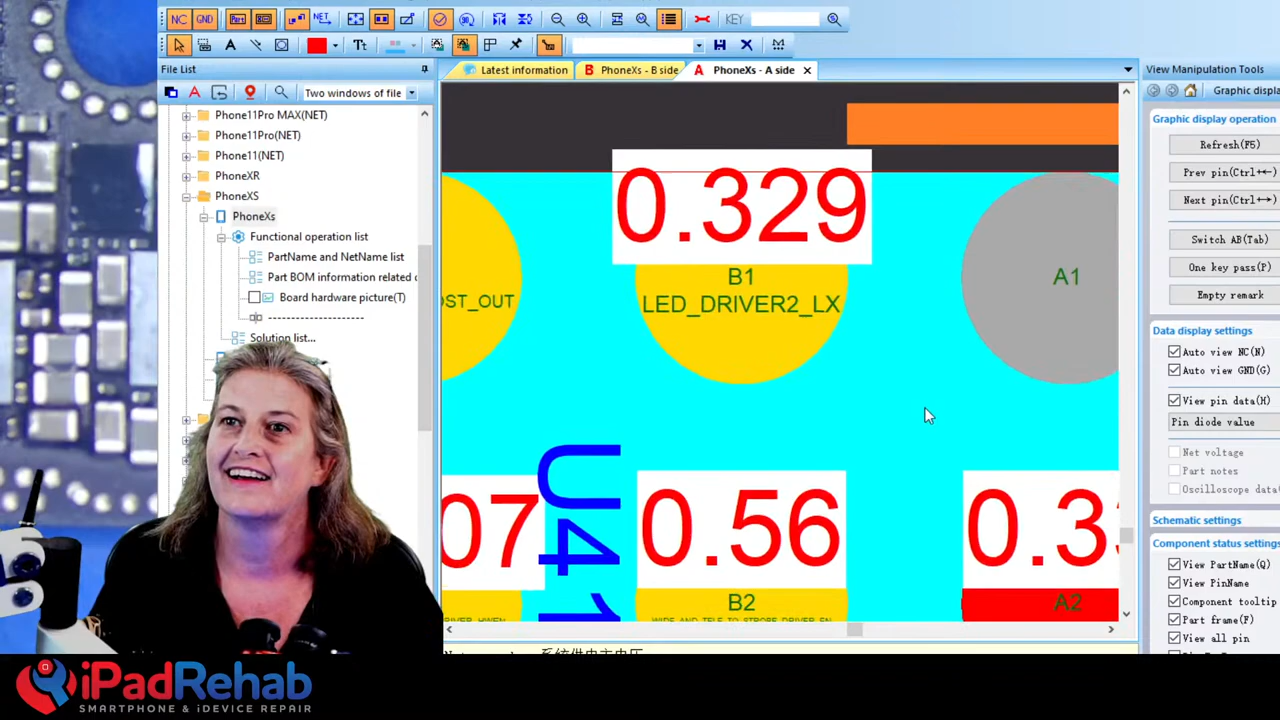 NC GND NET KEY
Tt
File List
View Manipulation Tools
Latest information
B PhoneXs - B side
A PhoneXs - A side
A Two windows of file
Graphic displa
Phone11Pro MAX(NET)
Phone11Pro(NET)
Phone11(NET)
PhoneXR
PhoneXS
PhoneXs
Functional operation list
PartName and NetName list
Part BOM information related
Board hardware picture(T)
--------------------
Solution list...
0.329
OST_OUT
B1
LED_DRIVER2_LX
A1
07
U41
0.56
0.33
B2
A2
Graphic display operation
Refresh(F5)
Prev pin(Ctrl+←)
Next pin(Ctrl+→)
Switch AB(Tab)
One key pass(P)
Empty remark
Data display settings
Auto view NC(N)
Auto view GND(G)
View pin data(H)
Pin diode value
Net voltage
Part notes
Oscilloscope data
Schematic settings
Component status settings
View PartName(Q)
View PinName
Component tooltip
Part frame(F)
View all pin
iPadRehab
SMARTPHONE & iDEVICE REPAIR